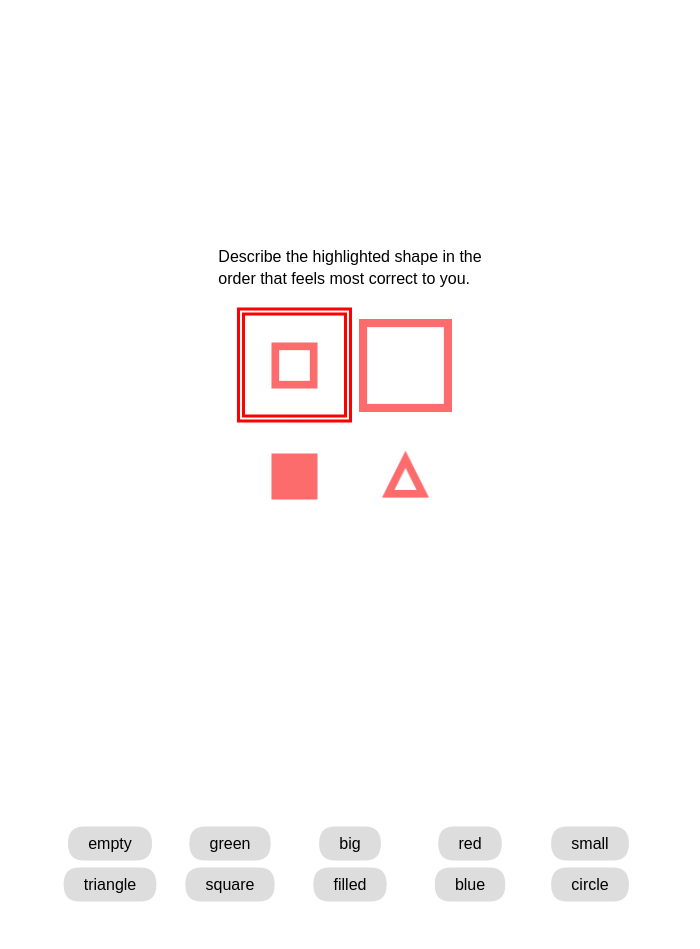 Describe the highlighted shape in the
order that feels most correct to you.
empty green big red small
triangle square filled blue circle